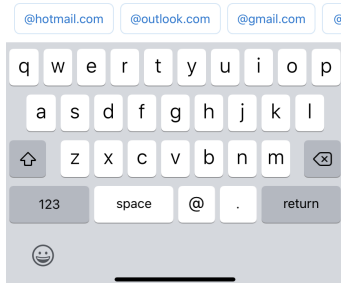 @hotmail.com @outlook.com @gmail.com @
q w e r t y u i o p
a s d f g h j k l
z x c v b n m
123 space @ . return